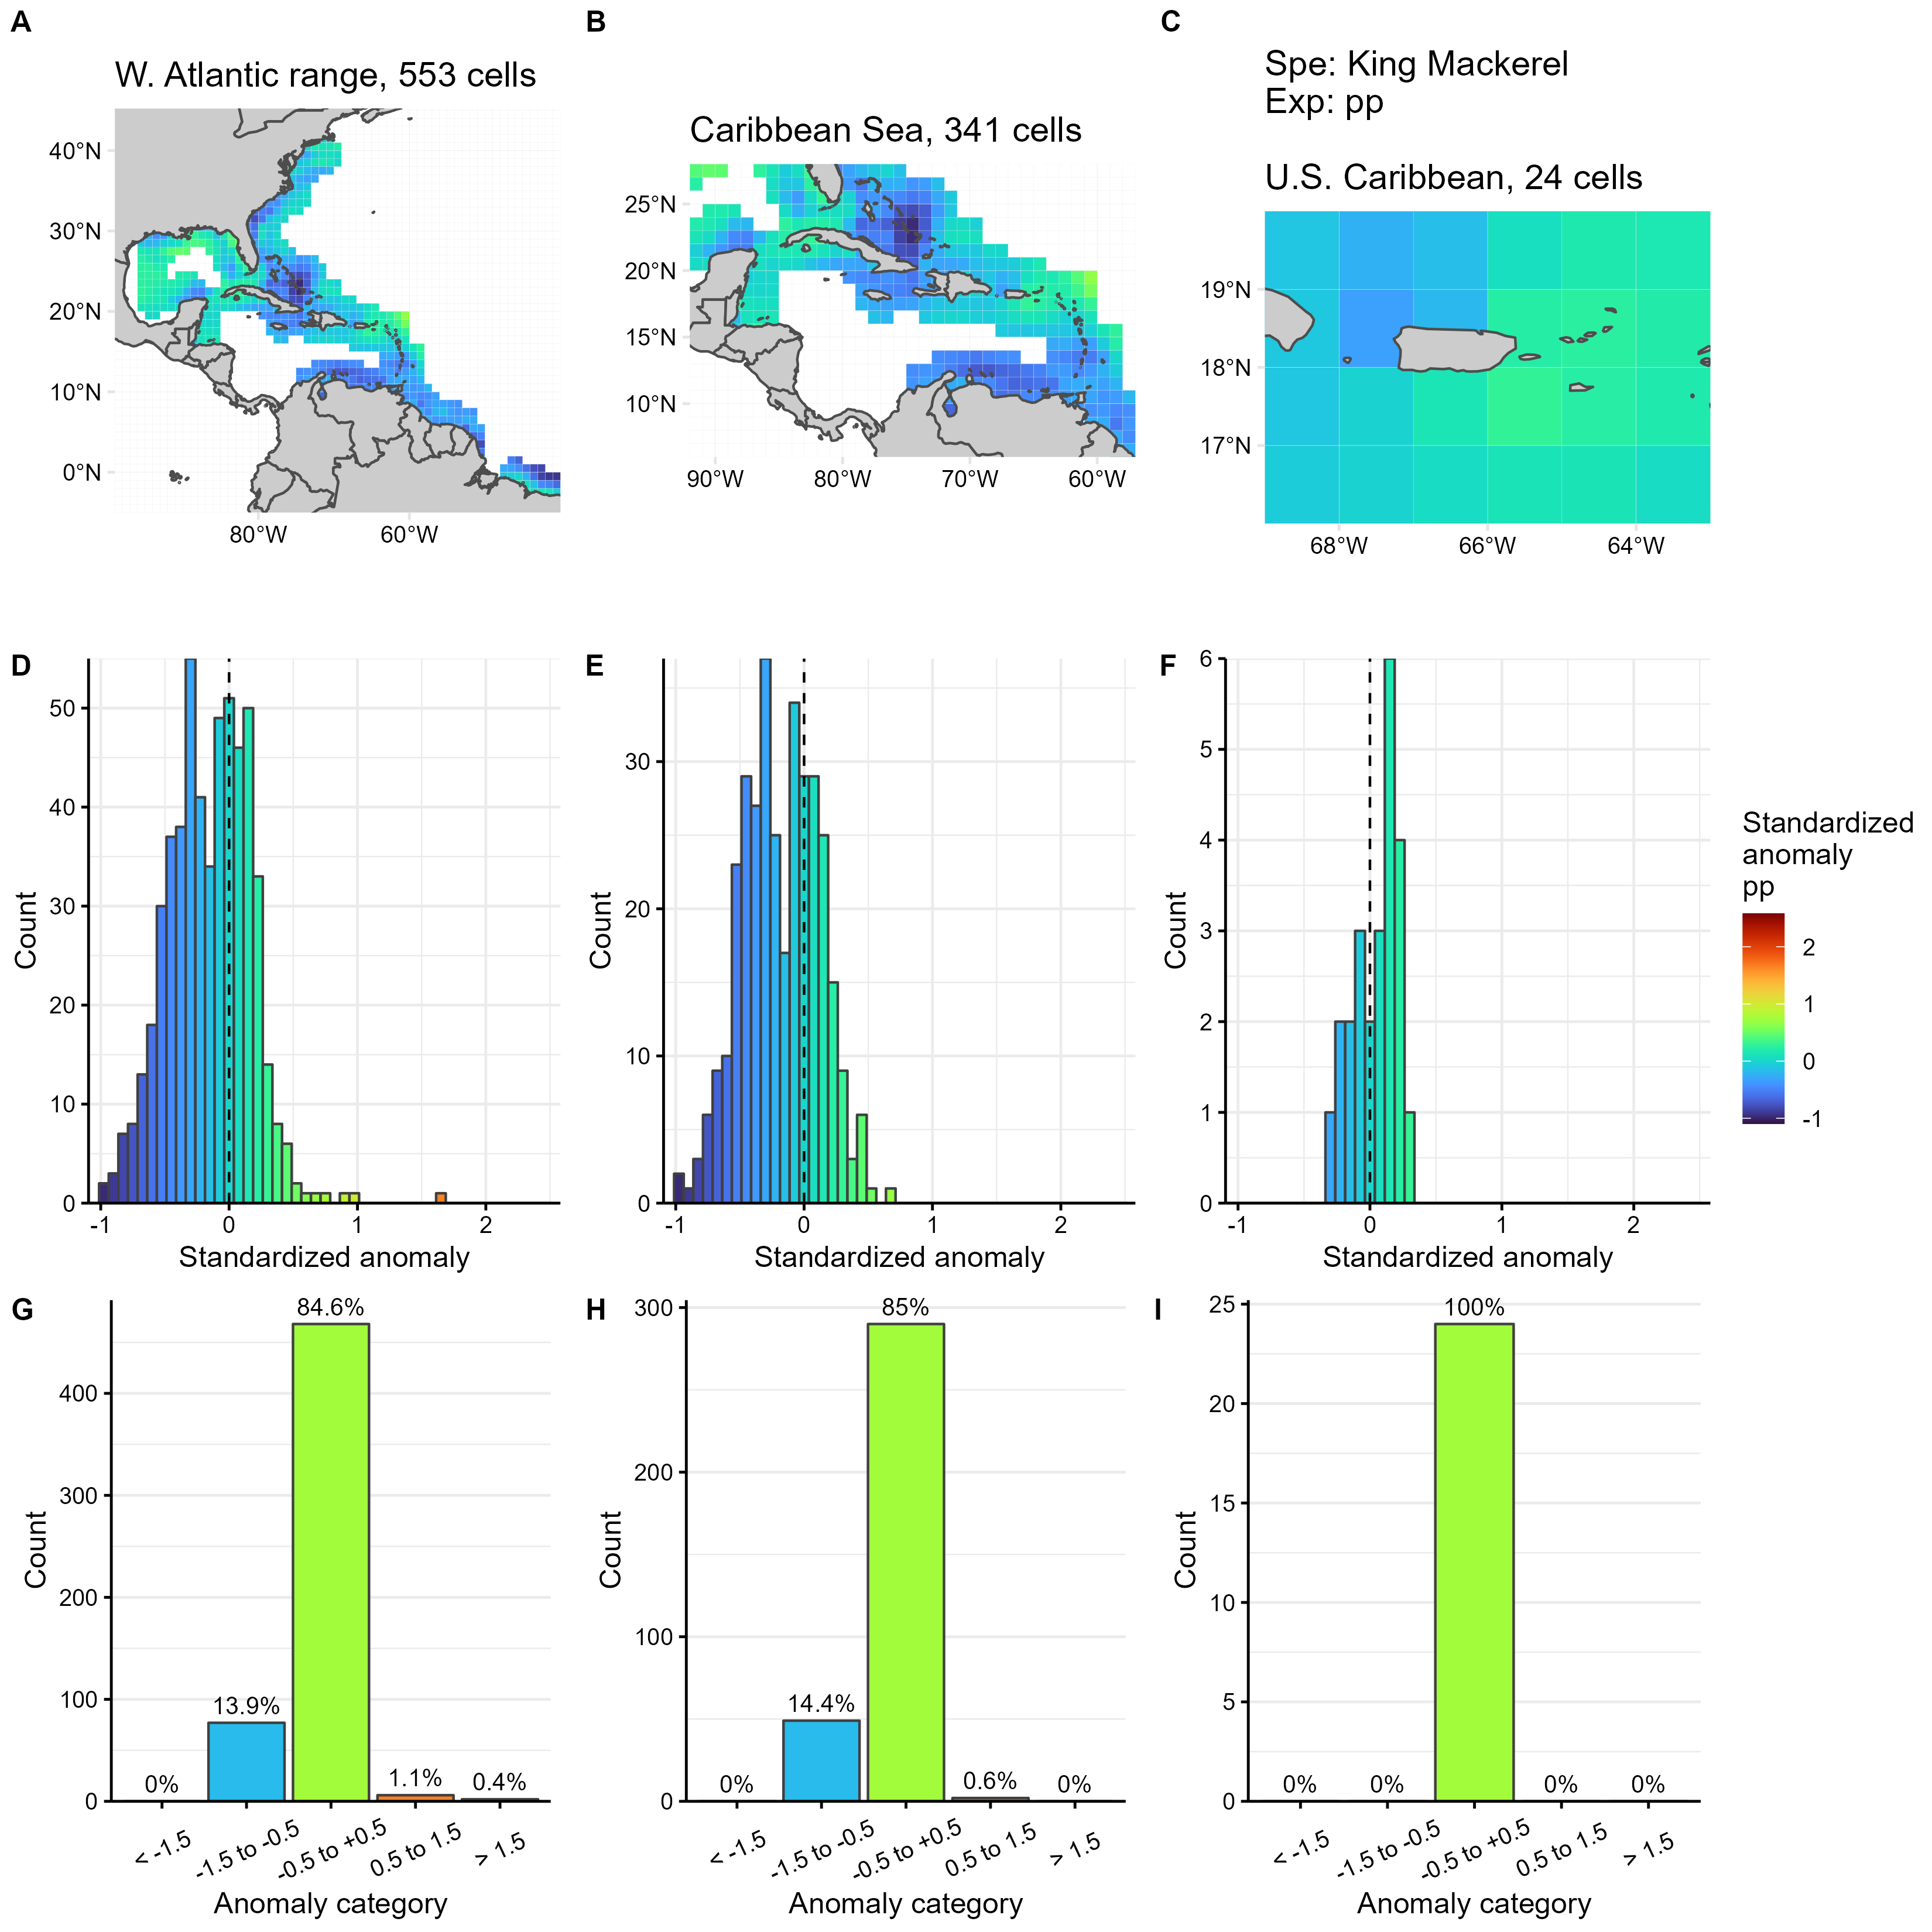 A
B
C
W. Atlantic range, 553 cells
Caribbean Sea, 341 cells
Spe: King Mackerel
Exp: pp
U.S. Caribbean, 24 cells
40°N
30°N
20°N
10°N
0°N
80°W 60°W
25°N
20°N
15°N
10°N
90°W 80°W 70°W 60°W
19°N
18°N
17°N
68°W 66°W 64°W
D
50
40
30
20
10
0
Count
-1 0 1 2
Standardized anomaly
E
30
20
10
0
Count
-1 0 1 2
Standardized anomaly
F
6
5
4
3
2
1
0
Count
-1 0 1 2
Standardized anomaly
Standardized
anomaly
pp
2
1
0
-1
G
400
300
200
100
0
Count
0% 13.9% 84.6% 1.1% 0.4%
< -1.5 -1.5 to -0.5 -0.5 to +0.5 0.5 to 1.5 > 1.5
Anomaly category
H
300
200
100
0
Count
0% 14.4% 85% 0.6% 0%
< -1.5 -1.5 to -0.5 -0.5 to +0.5 0.5 to 1.5 > 1.5
Anomaly category
I
25
20
15
10
5
0
Count
0% 0% 100% 0% 0%
< -1.5 -1.5 to -0.5 -0.5 to +0.5 0.5 to 1.5 > 1.5
Anomaly category